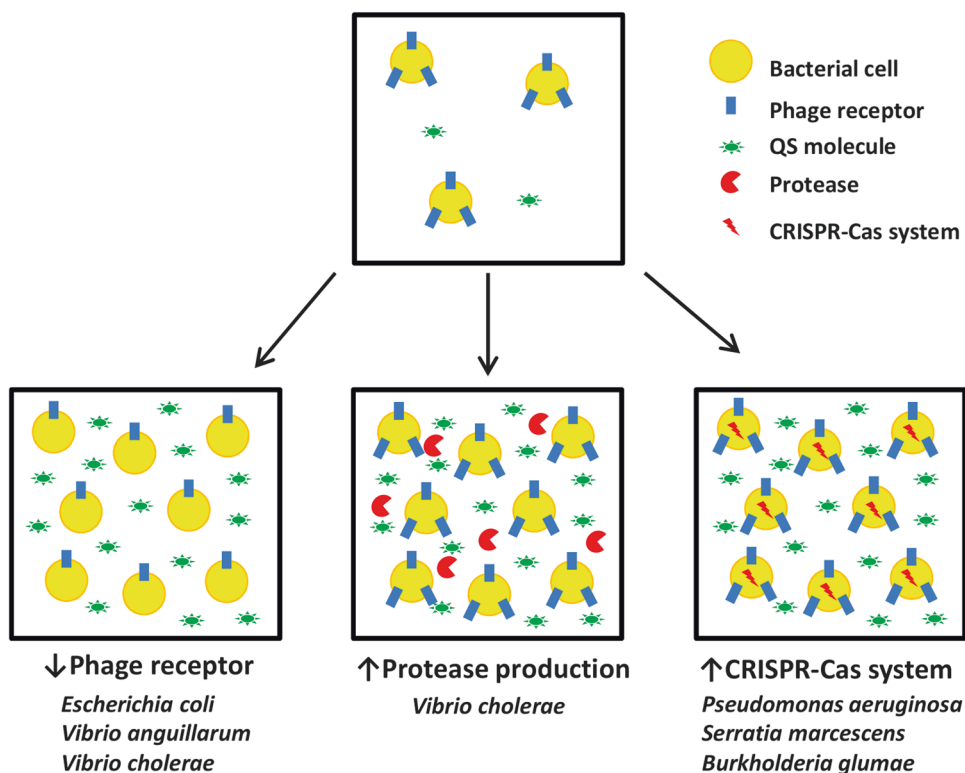 Bacterial cell
Phage receptor
QS molecule
Protease
CRISPR-Cas system
↓Phage receptor
Escherichia coli
Vibrio anguillarum
Vibrio cholerae
↑Protease production
Vibrio cholerae
↑CRISPR-Cas system
Pseudomonas aeruginosa
Serratia marcescens
Burkholderia glumae